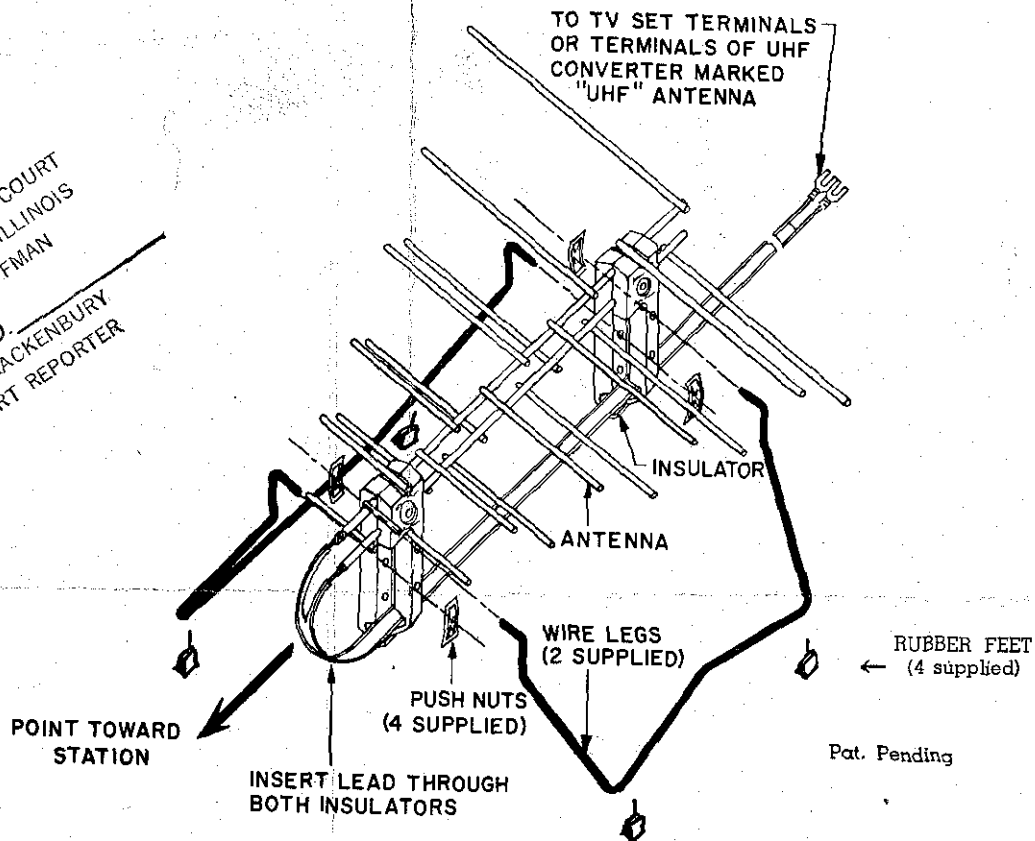 TO TV SET TERMINALS
OR TERMINALS OF UHF
CONVERTER MARKED
"UHF" ANTENNA
COURT
ILLINOIS
FMAN
ACKENBURY
RT REPORTER
INSULATOR
ANTENNA
WIRE LEGS
(2 SUPPLIED)
RUBBER FEET
(4 supplied)
PUSH NUTS
(4 SUPPLIED)
POINT TOWARD
STATION
INSERT LEAD THROUGH
BOTH INSULATORS
Pat. Pending